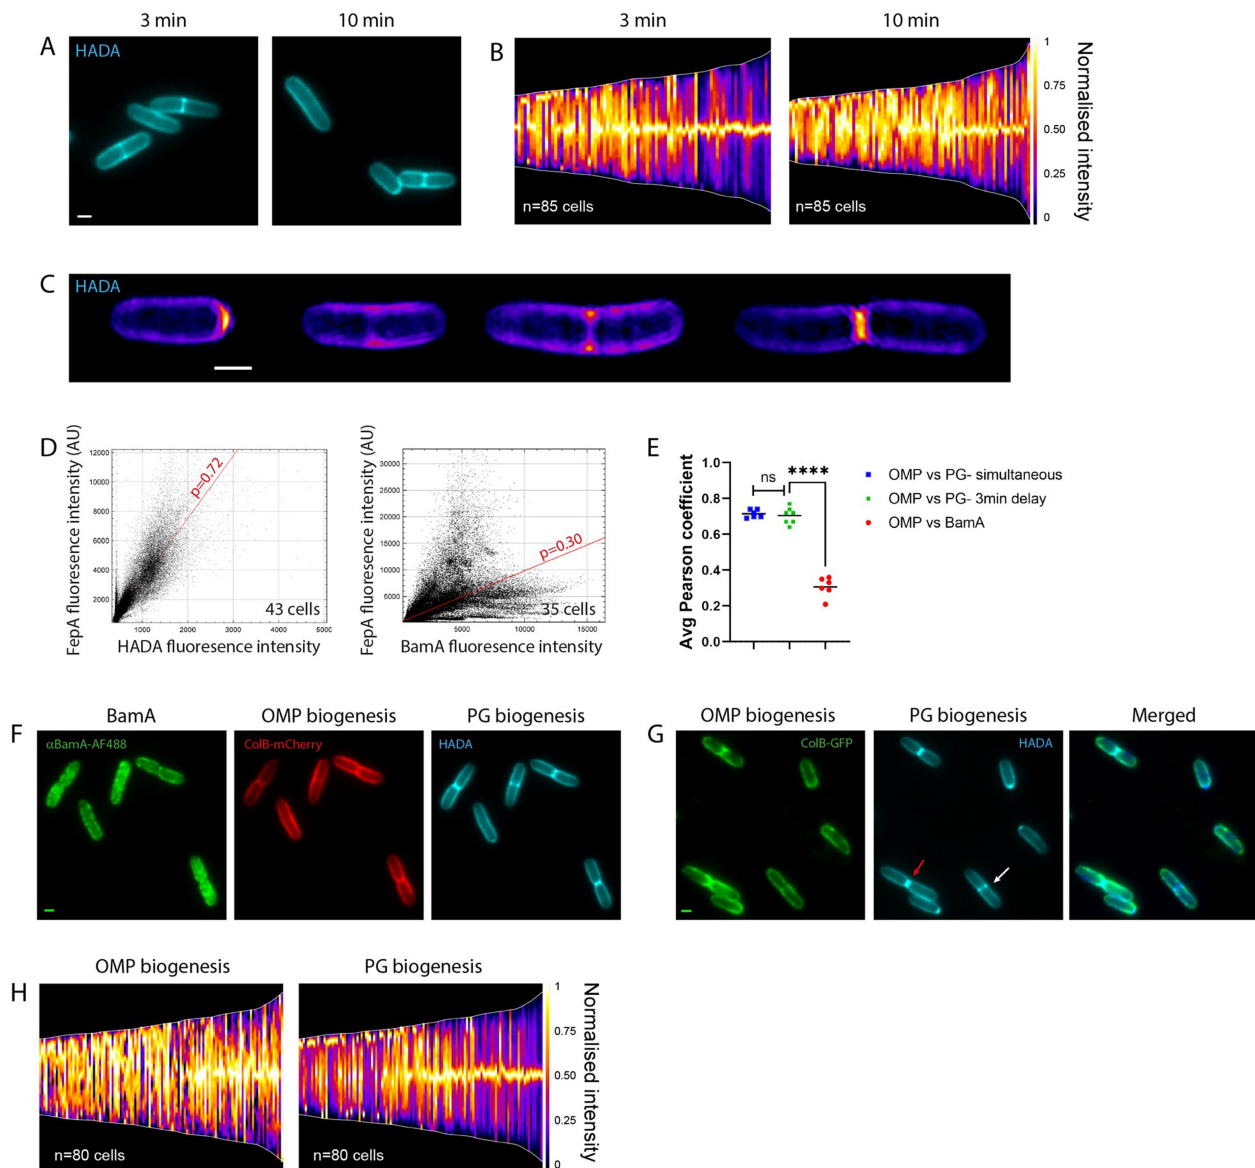 3 min
10 min
A
HADA
B
3 min
10 min
n=85 cells
n=85 cells
1
0.75
0.50
0.25
0
Normalised intensity
C
HADA
D
FepA fluoresence intensity (AU)
12000
10000
8000
6000
4000
2000
p=0.72
43 cells
1000
2000
3000
4000
5000
HADA fluoresence intensity
FepA fluoresence intensity (AU)
30000
25000
20000
15000
10000
5000
p=0.30
35 cells
5000
10000
15000
BamA fluoresence intensity
E
Avg Pearson coefficient
1.0
0.8
0.6
0.4
0.2
0.0
ns
****
OMP vs PG- simultaneous
OMP vs PG- 3min delay
OMP vs BamA
F
BamA
OMP biogenesis
PG biogenesis
αBamA-AF488
ColB-mCherry
HADA
G
OMP biogenesis
PG biogenesis
Merged
ColB-GFP
HADA
H
OMP biogenesis
PG biogenesis
n=80 cells
n=80 cells
1
0.75
0.50
0.25
0
Normalised intensity